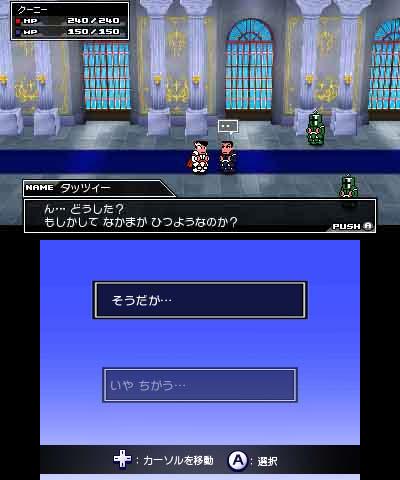 クーニー
HP 240/240
WP 150/150
NAME タッツィー
ん… どうした?
もしかして なかまが ひつようなのか?
PUSH A
そうだが…
いや ちがう…
:カーソルを移動 A:選択